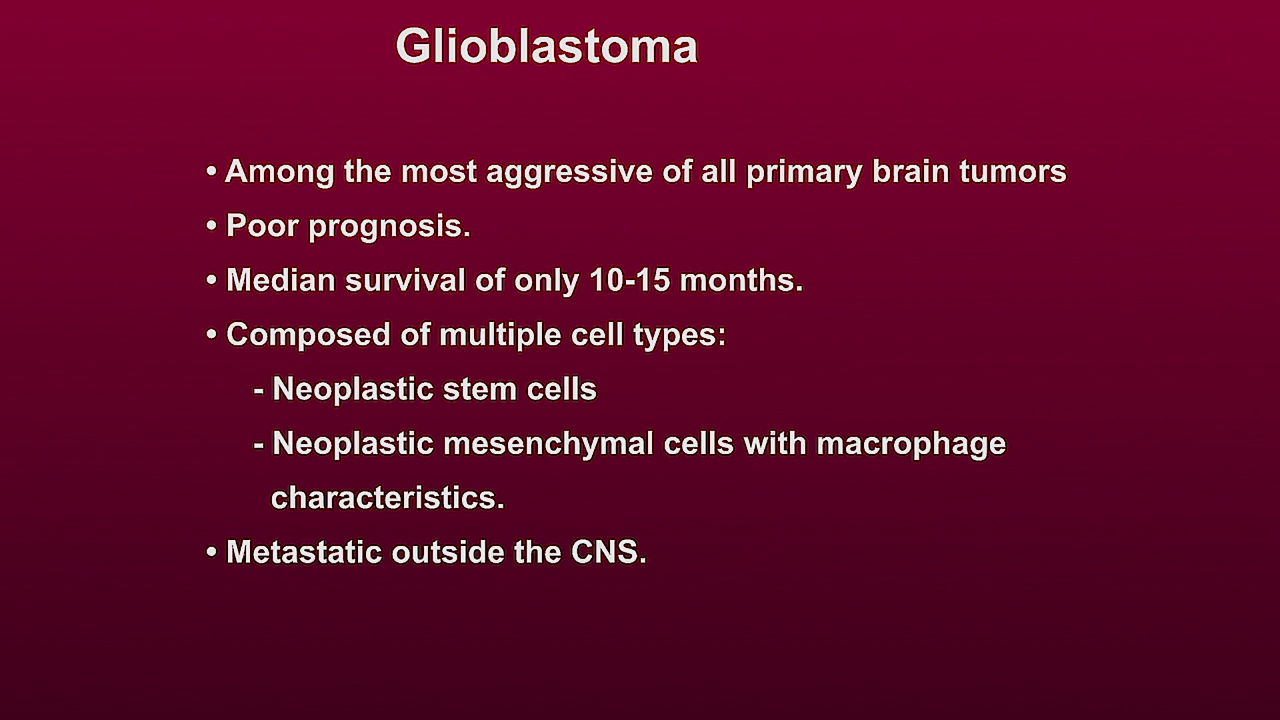 Glioblastoma
• Among the most aggressive of all primary brain tumors
• Poor prognosis.
• Median survival of only 10-15 months.
• Composed of multiple cell types:
- Neoplastic stem cells
- Neoplastic mesenchymal cells with macrophage
characteristics.
• Metastatic outside the CNS.